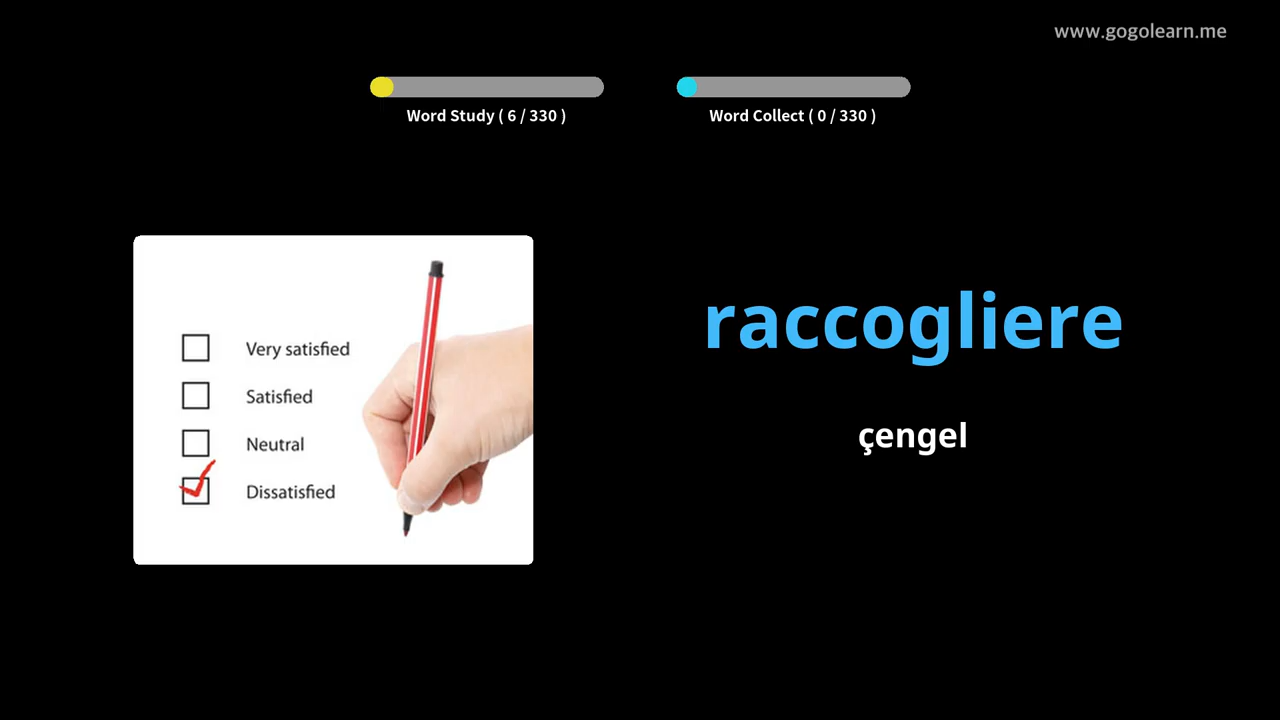 www.gogolearn.me
Word Study ( 6 / 330 )
Word Collect ( 0 / 330 )
Very satisfied
Satisfied
Neutral
Dissatisfied
raccogliere
çengel